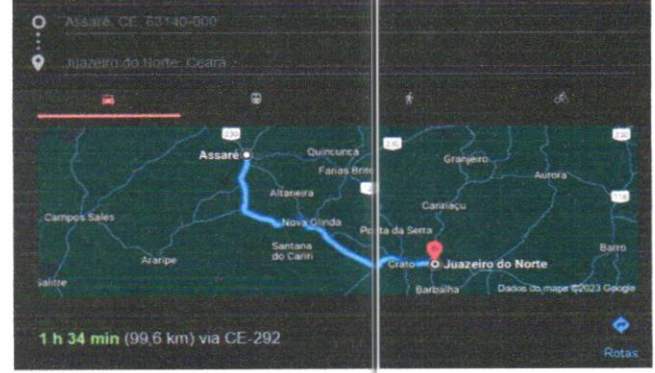 Assaré, CE, 63140-000
Juazeiro do Norte, Ceará
230
230
230
Assaré
Quincuncá
Granjeiro
Farias Brito
Aurora
Altaneira
116
Caririaçu
Campos Sales
Nova Olinda
Ponta da Serra
Santana
do Cariri
Barro
Araripe
Crato
Juazeiro do Norte
Salitre
Barbalha
Dados do mapa ©2023 Google
1 h 34 min (99,6 km) via CE-292
Rotas